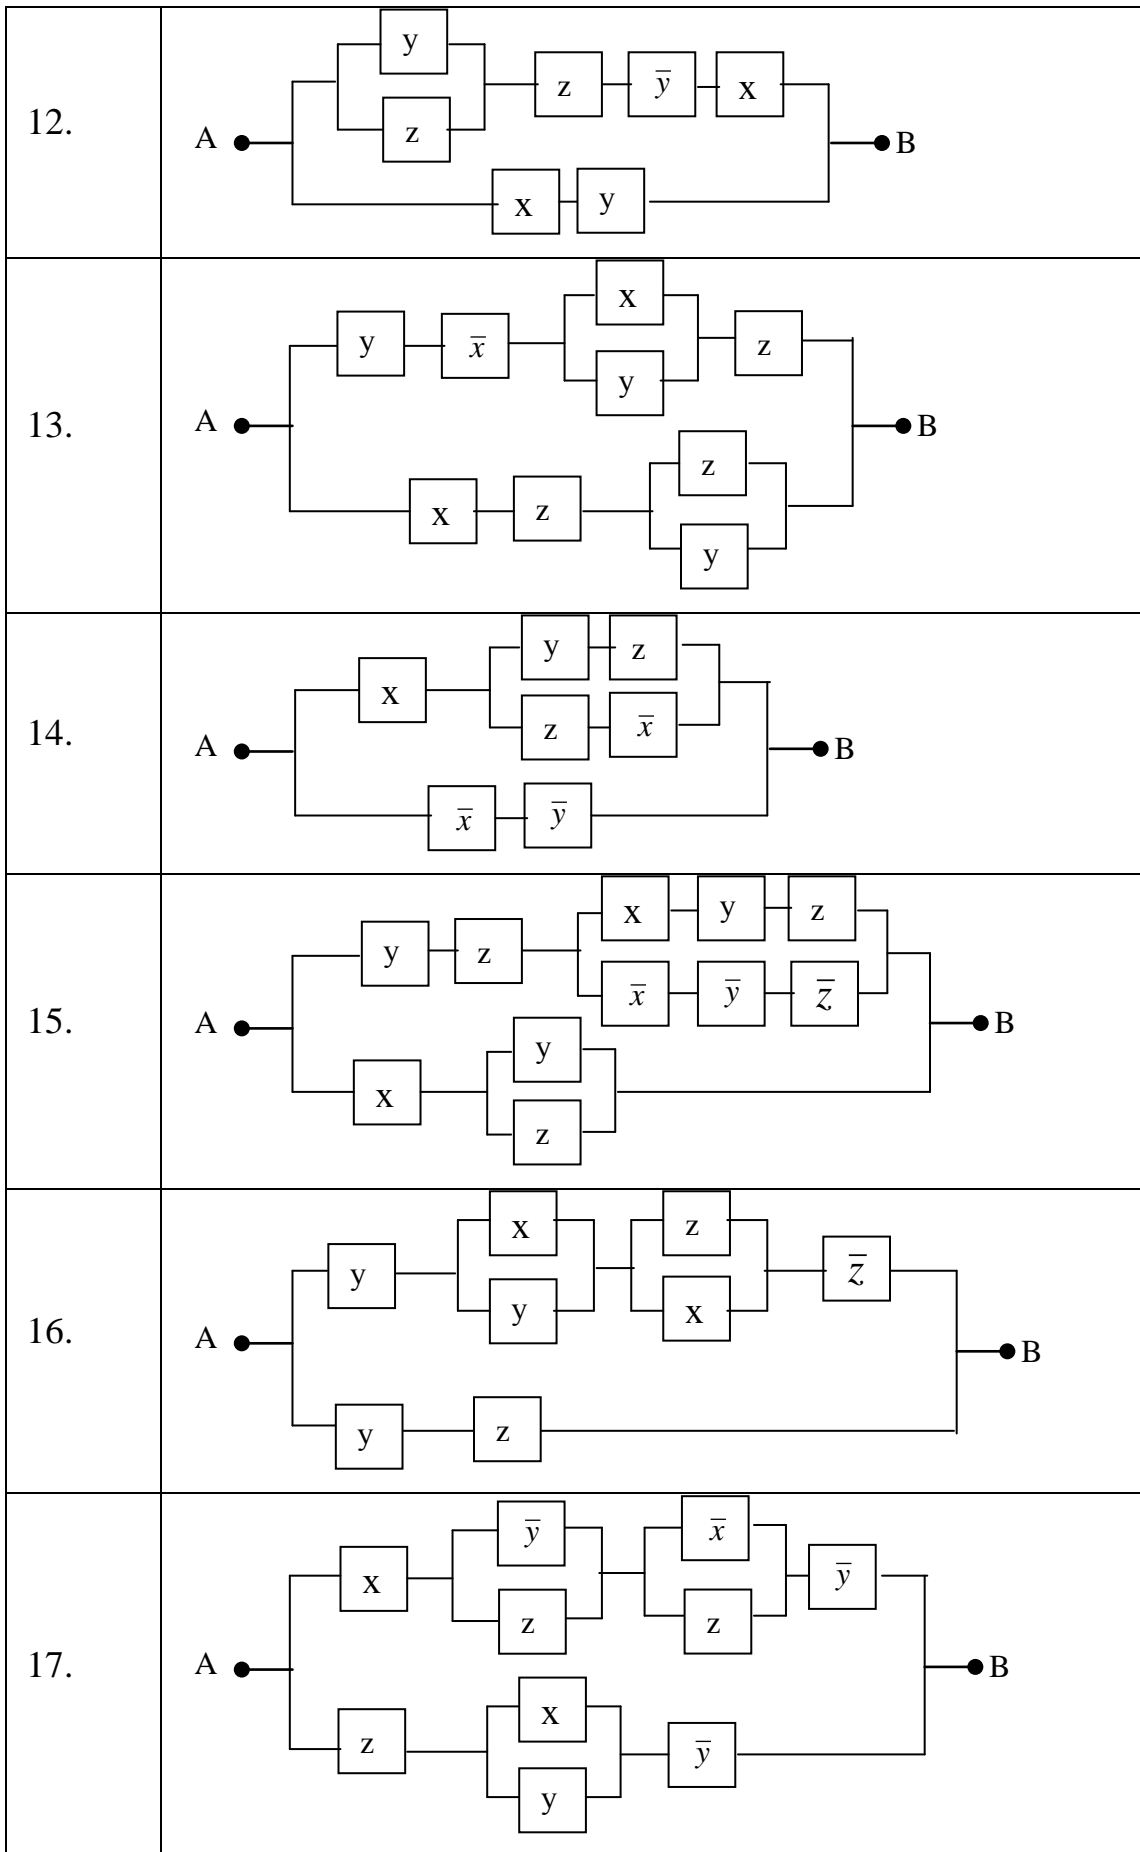 12.
y
z
z ȳ x
A B
x y
13.
x
y x̄ z
y
A B
z
x z
y
14.
y z
x
z x̄
A B
x̄ ȳ
15.
x y z
y z
x̄ ȳ z̄
A B
y
x
z
16.
x z
y z̄
y x
A B
y z
17.
ȳ x̄
x ȳ
z z
A B
x
z ȳ
y